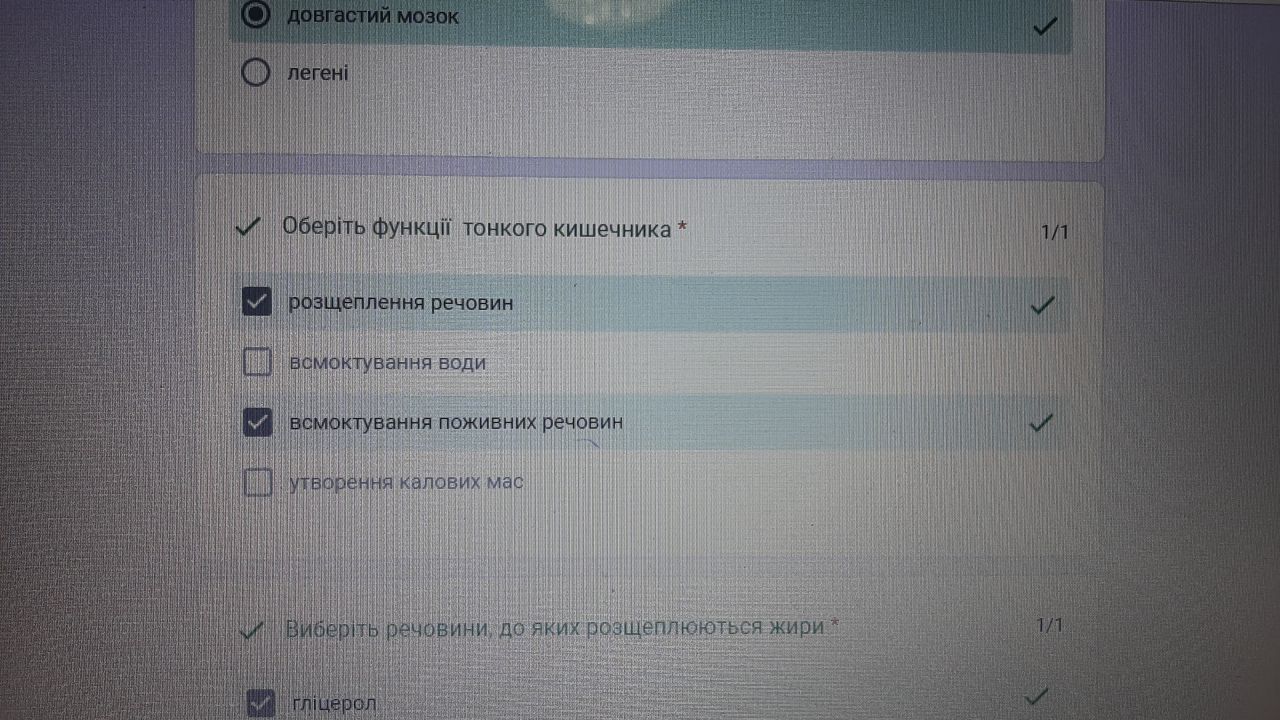 довгастий мозок
легені
Оберіть функції тонкого кишечника *
1/1
розщеплення речовин
всмоктування води
всмоктування поживних речовин
утворення калових мас
Виберіть речовини, до яких розщеплюються жири *
1/1
гліцерол